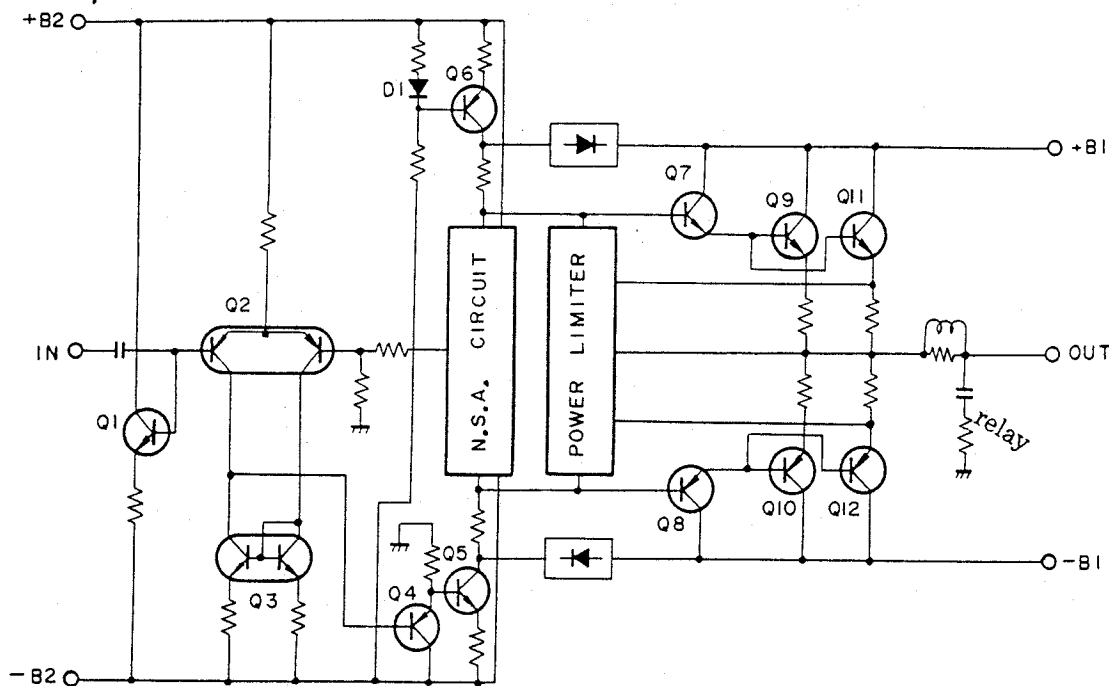 +B2
D1
Q6
+B1
Q7
Q9
Q11
Q2
IN
N.S.A. CIRCUIT
POWER LIMITER
OUT
Q1
relay
Q8
Q10
Q12
Q5
Q4
Q3
-B1
-B2